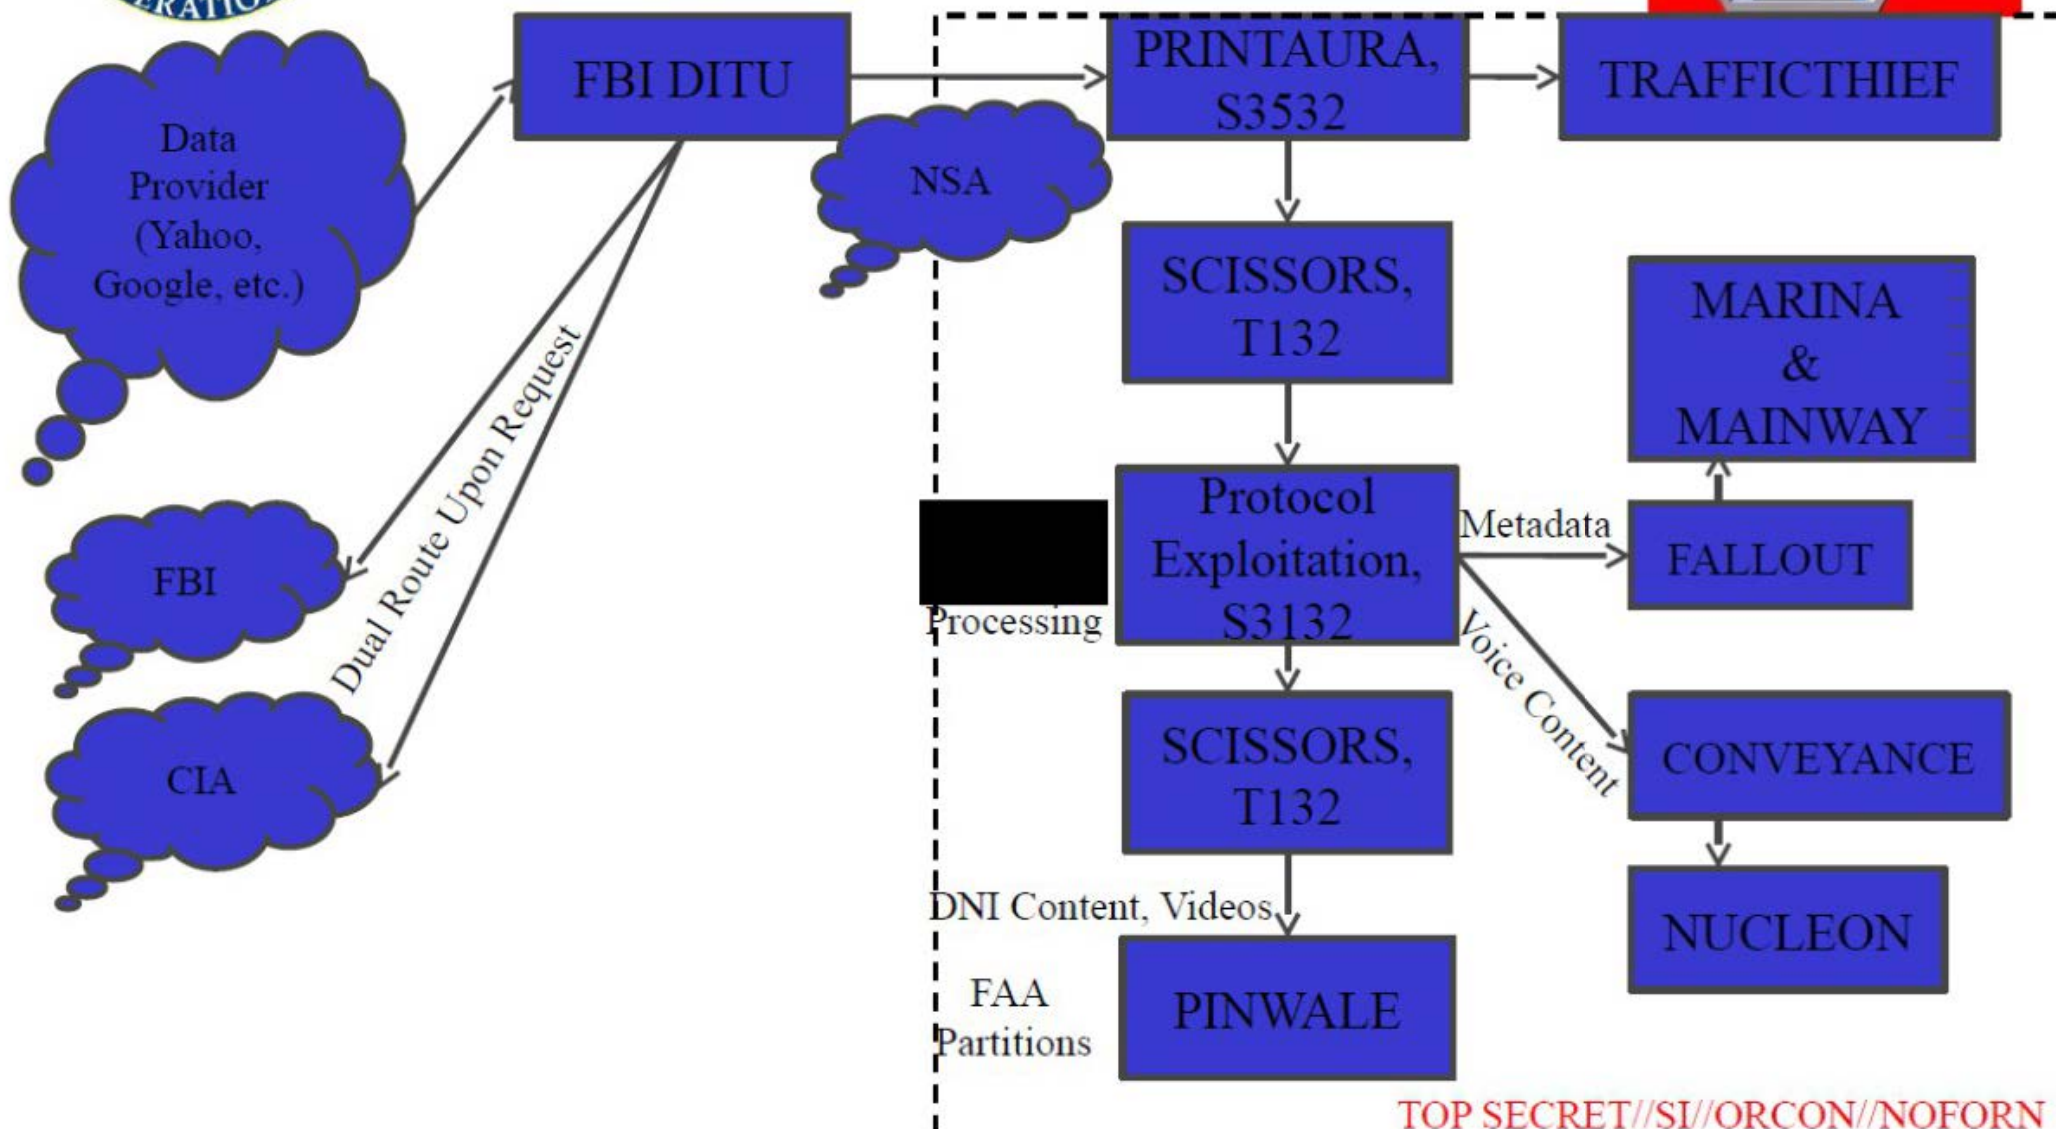 ERATIO
Data
Provider
(Yahoo,
Google, etc.)
FBI DITU
PRINTAURA,
S3532
TRAFFICTHIEF
NSA
SCISSORS,
T132
MARINA
&
MAINWAY
Dual Route Upon Request
FBI
CIA
Processing
Protocol
Exploitation,
S3132
Metadata
FALLOUT
Voice Content
CONVEYANCE
SCISSORS,
T132
NUCLEON
DNI Content, Videos
FAA
Partitions
PINWALE
TOP SECRET//SI//ORCON//NOFORN